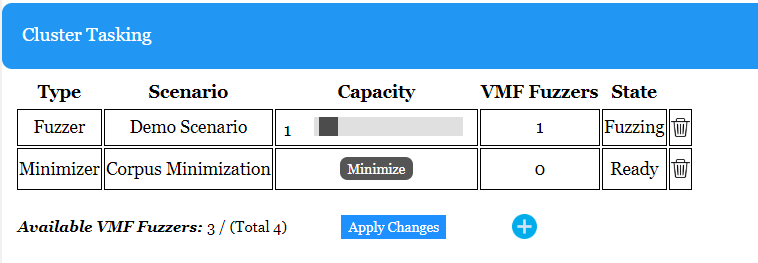 Cluster Tasking
Type Scenario Capacity VMF Fuzzers State
Fuzzer Demo Scenario 1 1 Fuzzing
Minimizer Corpus Minimization Minimize 0 Ready
Available VMF Fuzzers: 3 / (Total 4) Apply Changes